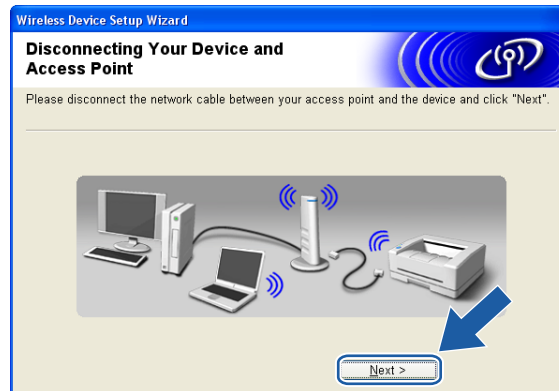 Wireless Device Setup Wizard
Disconnecting Your Device and
Access Point
Please disconnect the network cable between your access point and the device and click "Next".
Next >